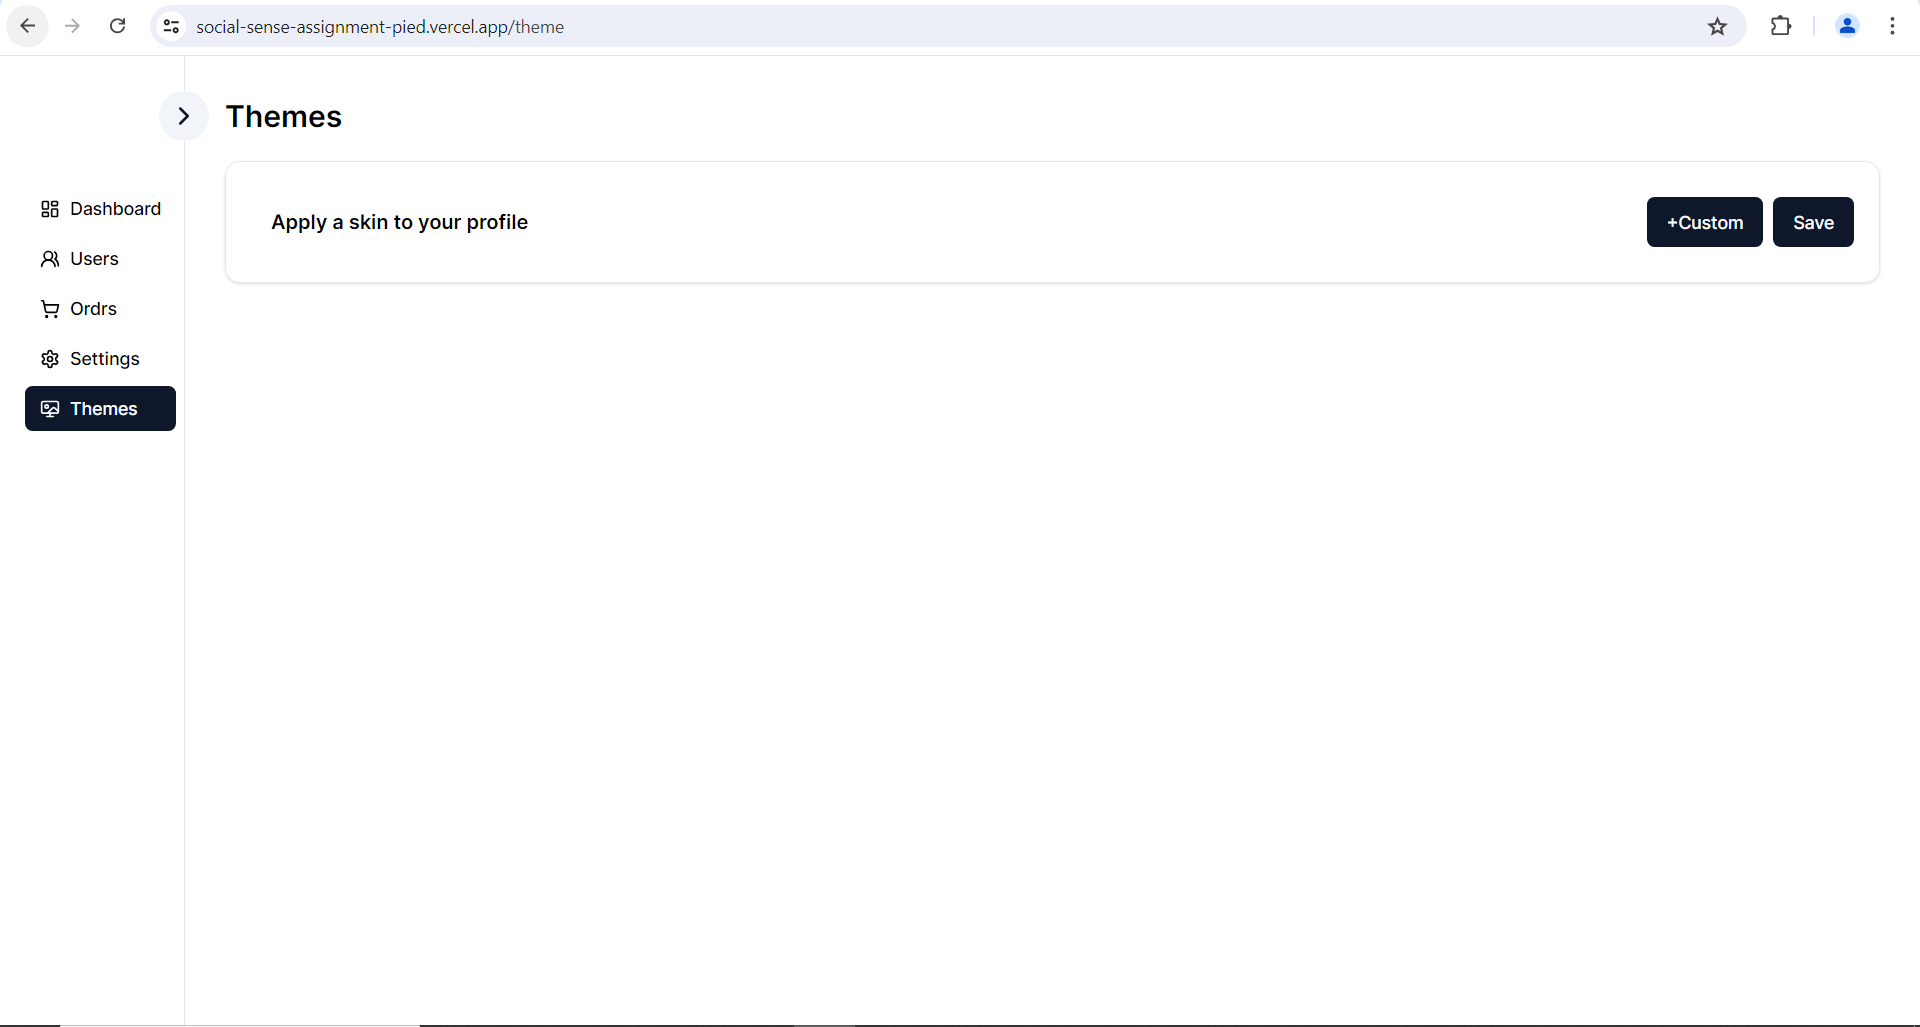 social-sense-assignment-pied.vercel.app/theme
Themes
Apply a skin to your profile
+Custom
Save
Dashboard
Users
Ordrs
Settings
Themes